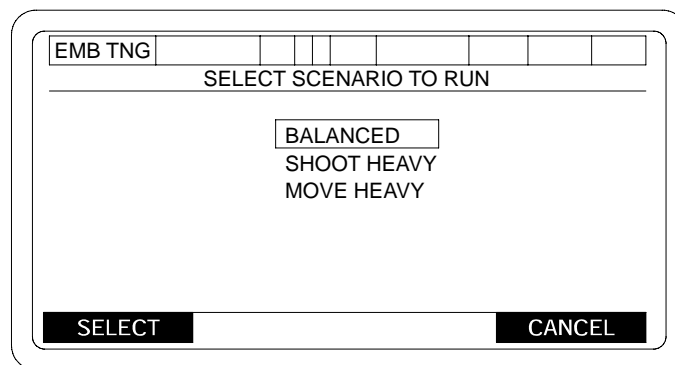 EMB TNG
SELECT SCENARIO TO RUN
BALANCED
SHOOT HEAVY
MOVE HEAVY
SELECT CANCEL